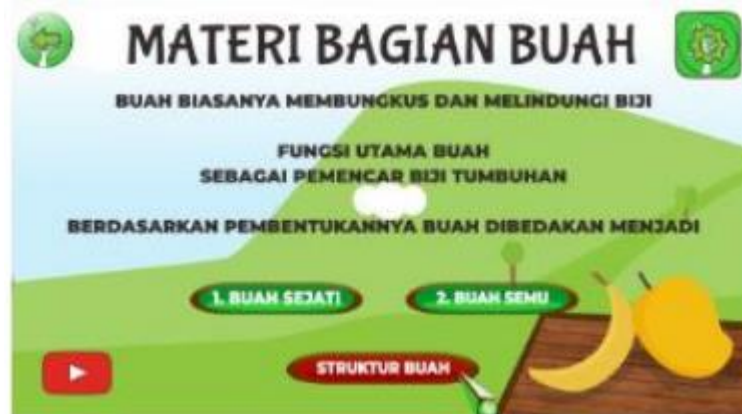 MATERI BAGIAN BUAH
BUAH BIASANYA MEMBUNGKUS DAN MELINDUNGI BIJI
FUNGSI UTAMA BUAH
SEBAGAI PEMENCAR BIJI TUMBUHAN
BERDASARKAN PEMBENTUKANNYA BUAH DIBEDAKAN MENJADI
1. BUAH SEJATI
2. BUAH SEMU
STRUKTUR BUAH